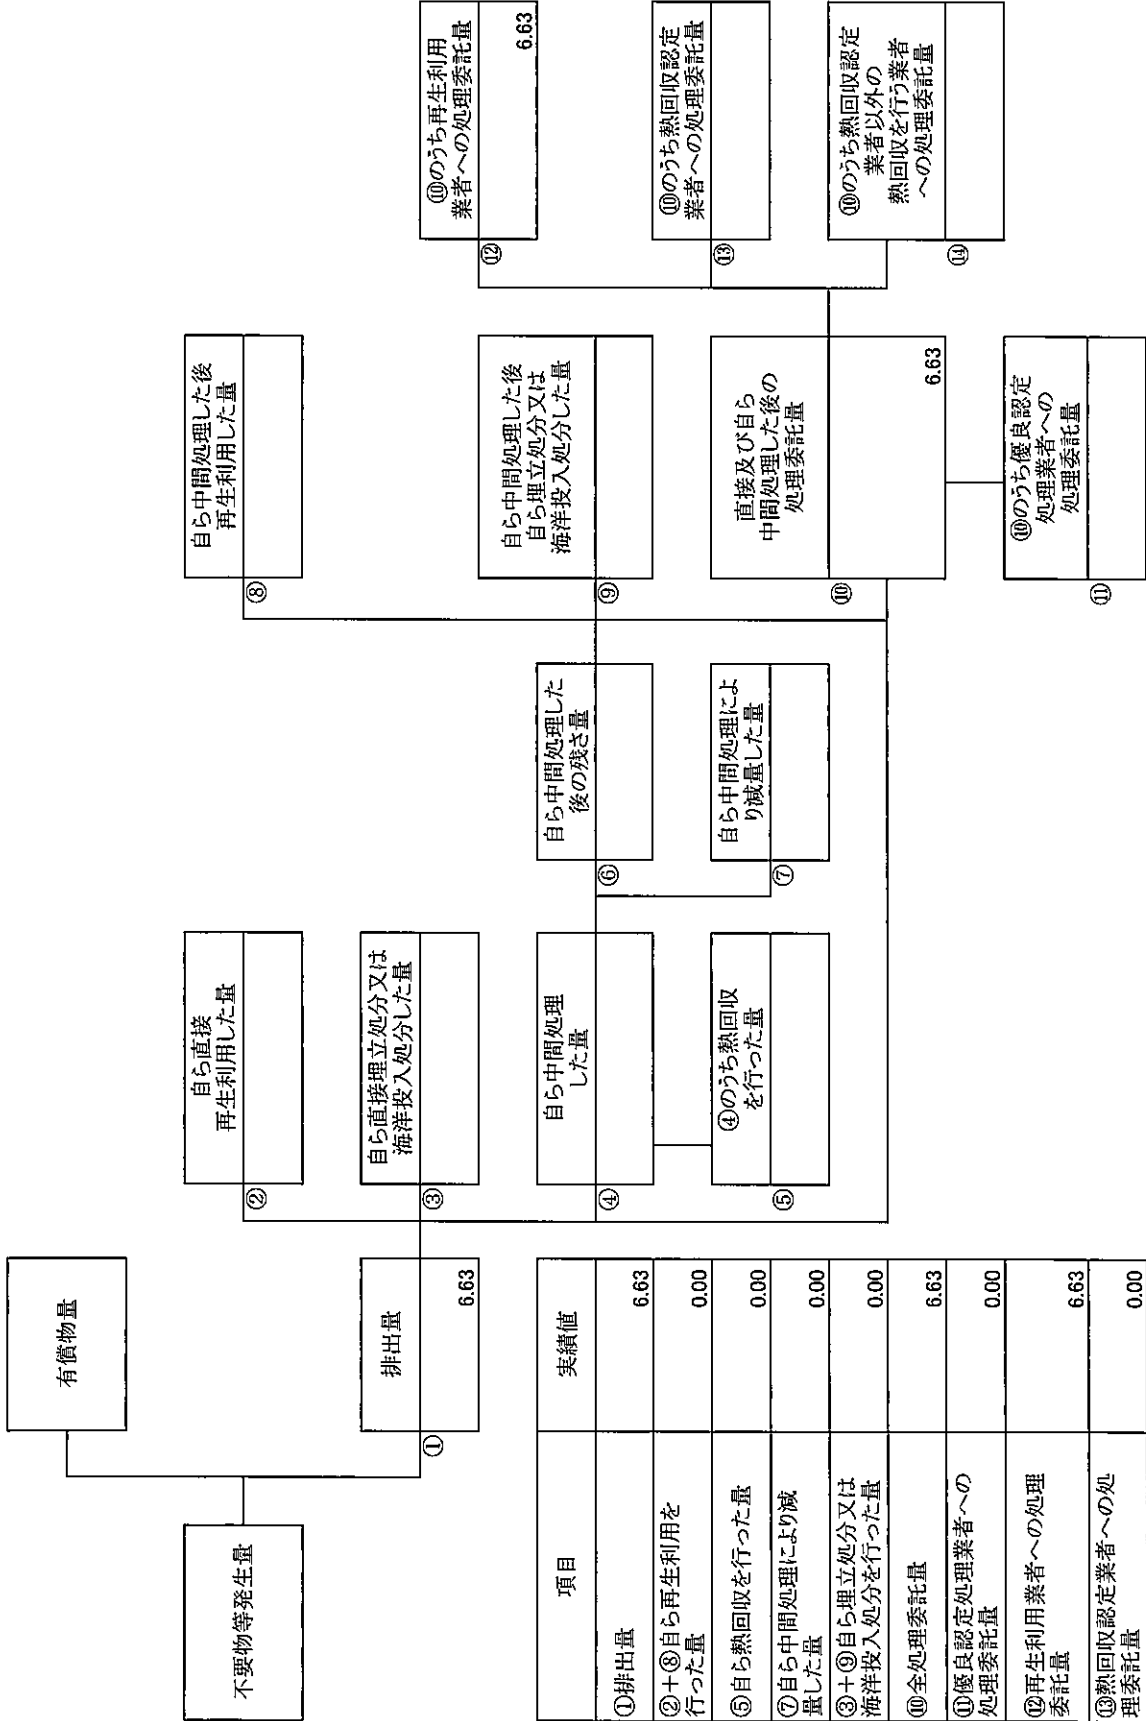 不要物等発生量
有償物量
排出量
①
6.63
自ら直接
再生利用した量
②
自ら直接埋立処分又は
海洋投入処分した量
③
自ら中間処理
した量
④
④のうち熱回収
を行った量
⑤
自ら中間処理した
後の残さ量
⑥
自ら中間処理によ
り減量した量
⑦
自ら中間処理した後
再生利用した量
⑧
自ら中間処理した後
自ら埋立処分又は
海洋投入処分した量
⑨
直接及び自ら
中間処理した後の
処理委託量
⑩
6.63
⑩のうち優良認定
処理業者への
処理委託量
⑪
⑩のうち再生利用
業者への処理委託量
⑫
6.63
⑩のうち熱回収認定
業者への処理委託量
⑬
⑩のうち熱回収認定
業者以外の
熱回収を行う業者
への処理委託量
⑭
項目 実績値
①排出量 6.63
②+⑧自ら再生利用を
行った量 0.00
⑤自ら熱回収を行った量 0.00
⑦自ら中間処理により減
量した量 0.00
③+⑨自ら埋立処分又は
海洋投入処分を行った量 0.00
⑩全処理委託量 6.63
⑪優良認定処理業者への
処理委託量 0.00
⑫再生利用業者への処理
委託量 6.63
⑬熱回収認定業者への処
理委託量 0.00